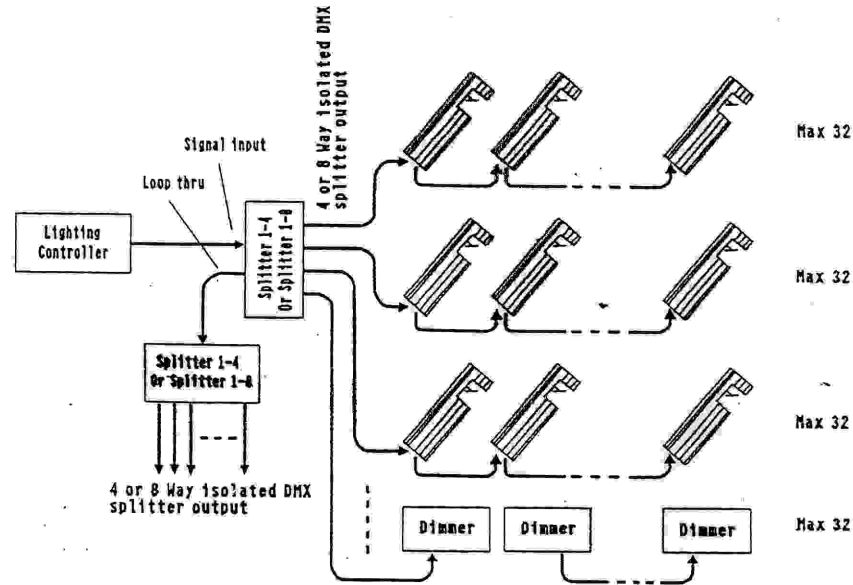 4 or 8 Way isolated DMX
splitter output
Max 32
Signal input
Loop thru
Lighting
Controller
Splitter 1-4
Or Splitter 1-8
Max 32
Splitter 1-4
Or Splitter 1-8
Max 32
4 or 8 Way isolated DMX
splitter output
Dimmer
Dimmer
Dimmer
Max 32